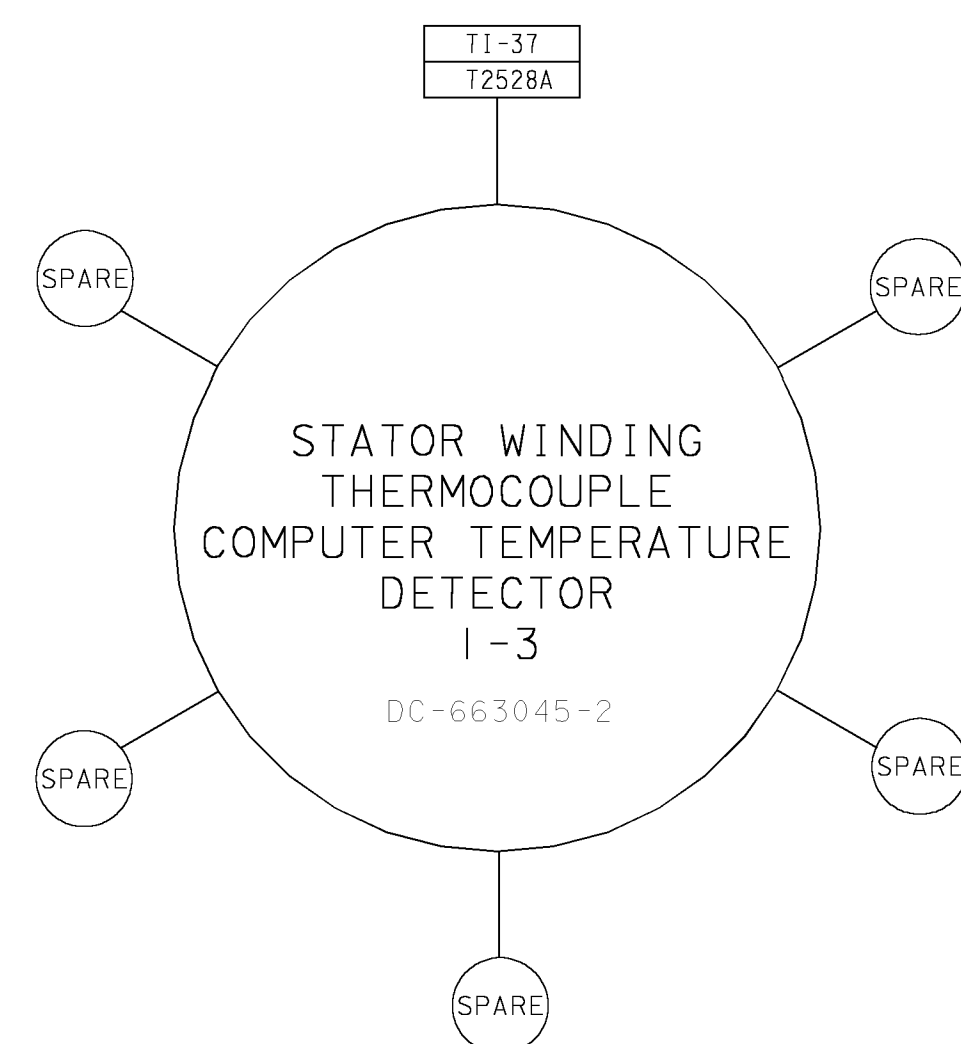 TI-37
T2528A
SPARE
SPARE
STATOR WINDING
THERMOCOUPLE
COMPUTER TEMPERATURE
DETECTOR
I-3
DC-663045-2
SPARE
SPARE
SPARE